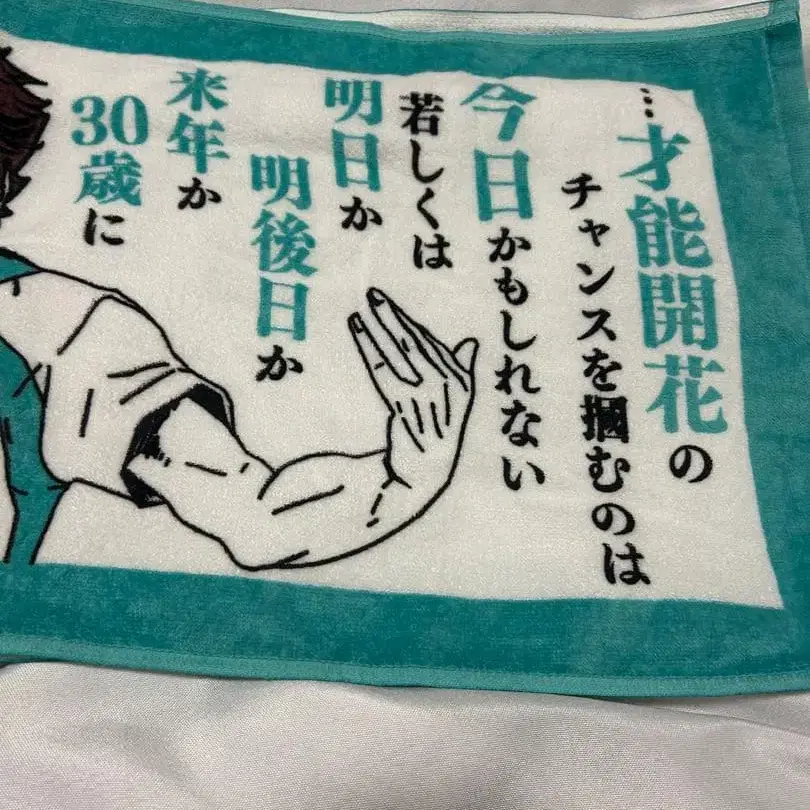 …才能開花の
チャンスを掴むのは
今日かもしれない
若しくは
明日か
明後日か
来年か
30歳に